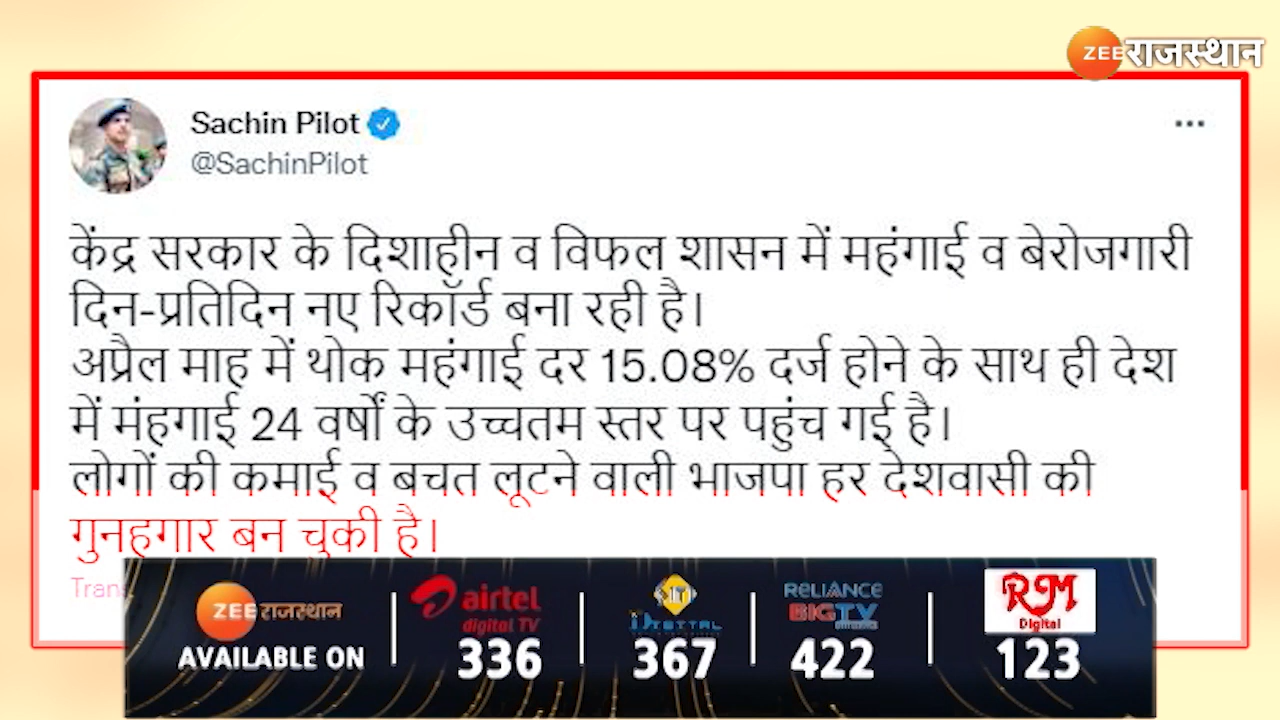 ZEE राजस्थान
Sachin Pilot
@SachinPilot
केंद्र सरकार के दिशाहीन व विफल शासन में महंगाई व बेरोजगारी
दिन-प्रतिदिन नए रिकॉर्ड बना रही है।
अप्रैल माह में थोक महंगाई दर 15.08% दर्ज होने के साथ ही देश
में मंहगाई 24 वर्षों के उच्चतम स्तर पर पहुंच गई है।
लोगों की कमाई व बचत लूटने वाली भाजपा हर देशवासी की
गुनहगार बन चुकी है।
ZEE राजस्थान
AVAILABLE ON
airtel
digital TV
336
367
RELIANCE
BIGTV
422
RM
Digital
123